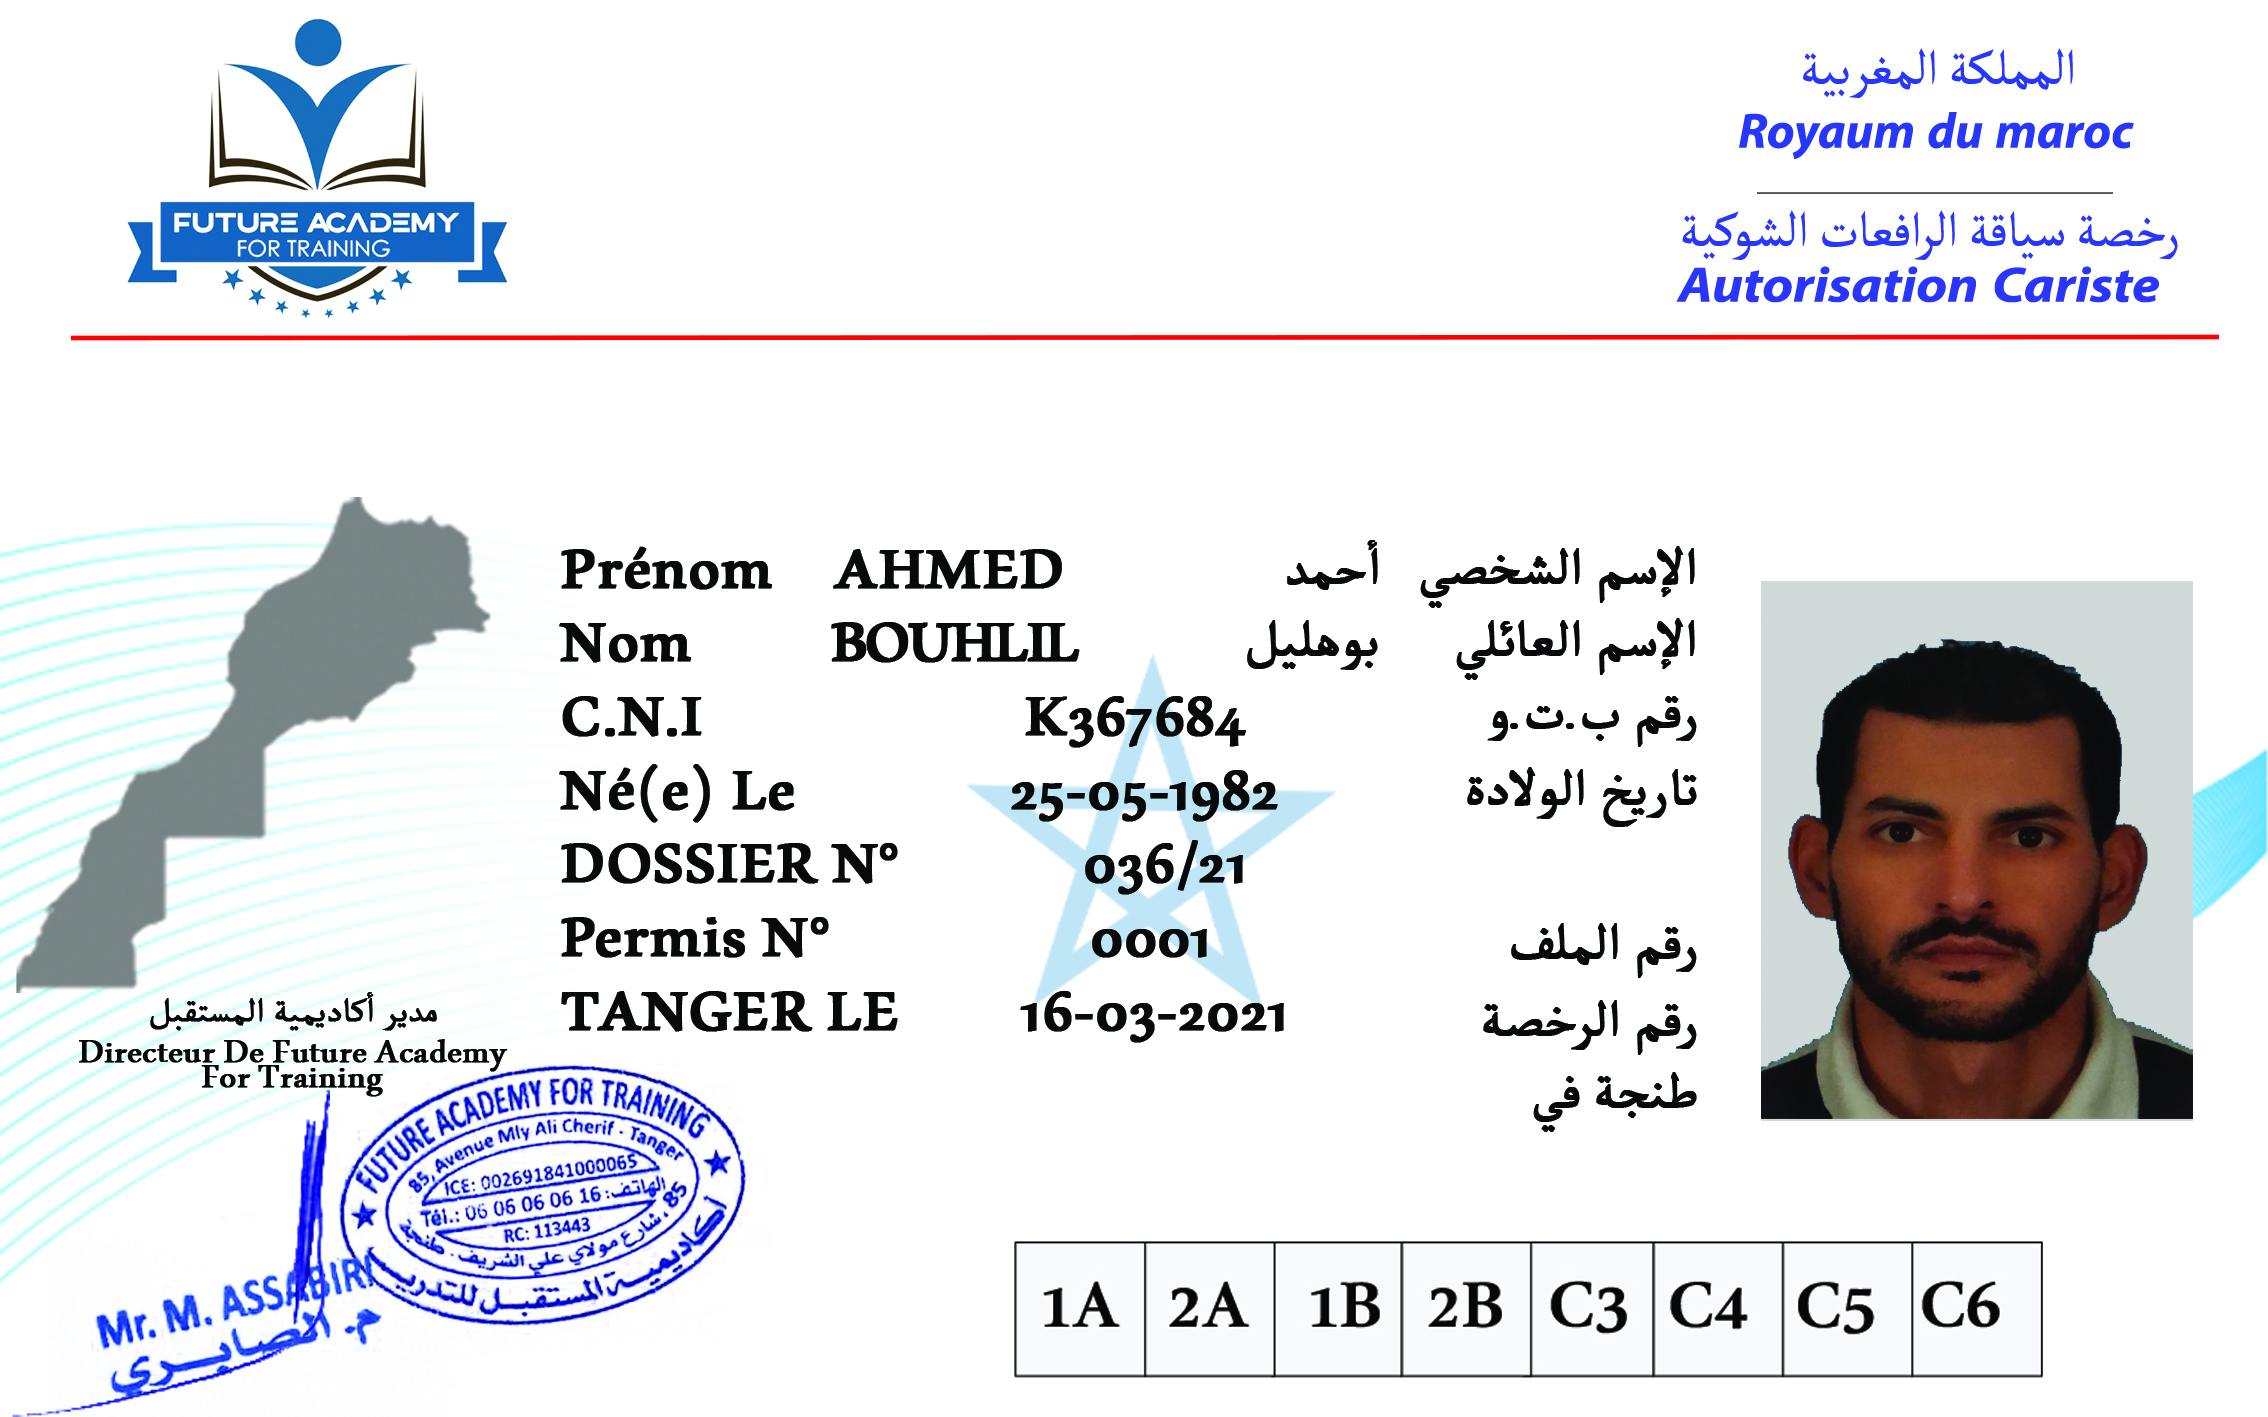 FUTURE ACADEMY
FOR TRAINING
المملكة المغربية
Royaum du maroc
رخصة سياقة الرافعات الشوكية
Autorisation Cariste
Prénom AHMED أحمد الإسم الشخصي
Nom BOUHLIL بوهليل الإسم العائلي
C.N.I K367684 رقم ب.ت.و
Né(e) Le 25-05-1982 تاريخ الولادة
DOSSIER N° 036/21
Permis N° 0001 رقم الملف
TANGER LE 16-03-2021 رقم الرخصة
طنجة في
مدير أكاديمية المستقبل
Directeur De Future Academy
For Training
FUTURE ACADEMY FOR TRAINING
85, Avenue Mly Ali Cherif - Tanger
ICE: 002691841000065
Tél.: 06 06 06 06 16 :الهاتف
RC: 113443
85، شارع مولاي علي الشريف - طنجة
أكاديميـة المستقبـل للتدريـب
Mr. M. ASSABIRI
م. الصابـري
1A 2A 1B 2B C3 C4 C5 C6